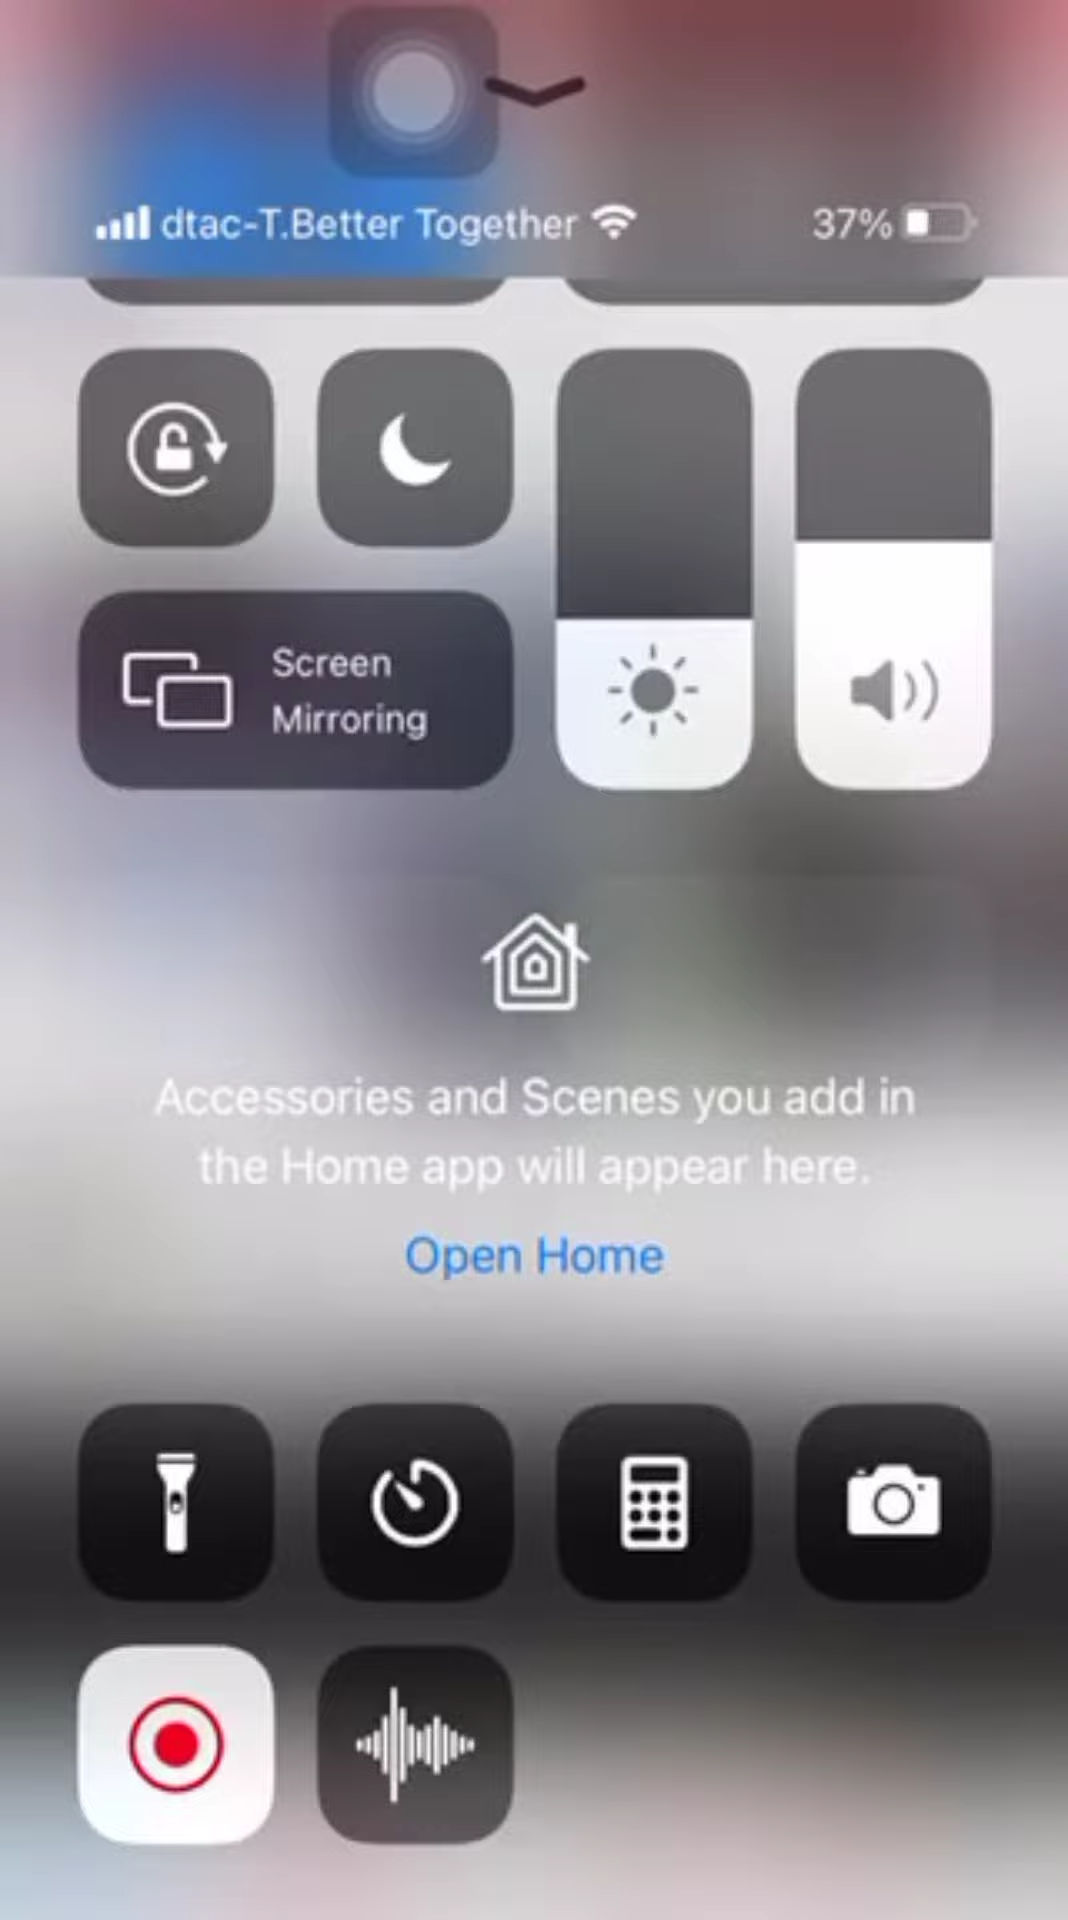 dtac-T.Better Together 37%
Screen
Mirroring
Accessories and Scenes you add in
the Home app will appear here.
Open Home